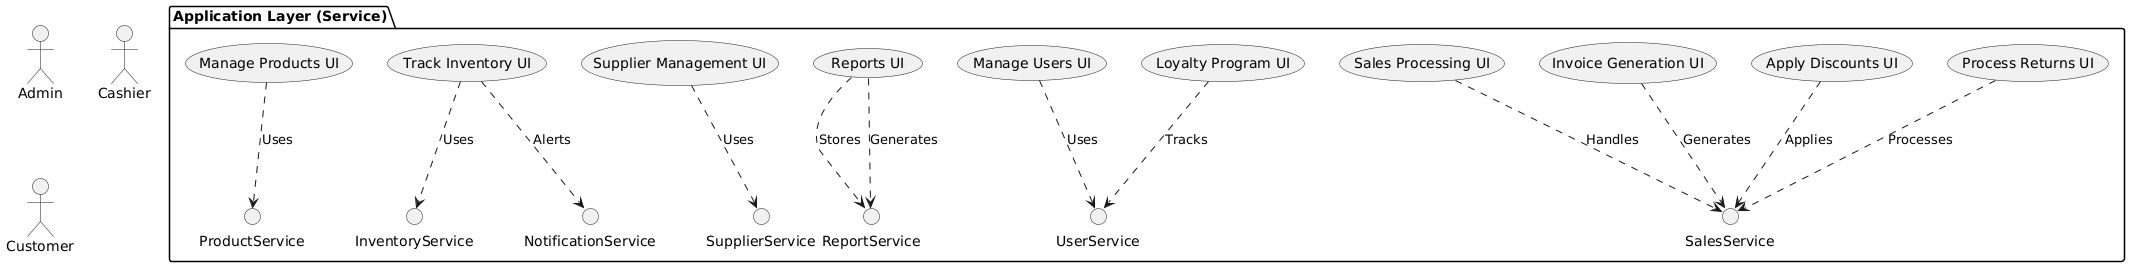 Application Layer (Service)
Admin
Cashier
Customer
Manage Products UI
Track Inventory UI
Supplier Management UI
Reports UI
Manage Users UI
Loyalty Program UI
Sales Processing UI
Invoice Generation UI
Apply Discounts UI
Process Returns UI
Uses
Uses
Alerts
Uses
Stores
Generates
Uses
Tracks
Handles
Generates
Applies
Processes
ProductService
InventoryService
NotificationService
SupplierService
ReportService
UserService
SalesService